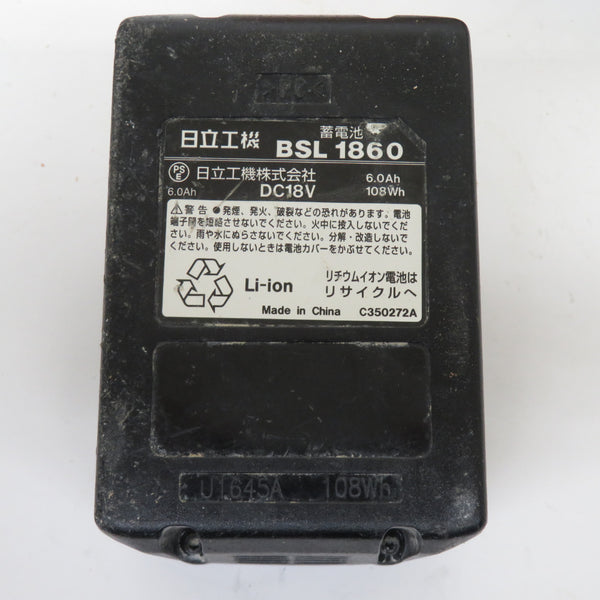 >PC<
蓄電池
日立工機 BSL 1860
PSE 日立工機株式会社 6.0Ah
6.0Ah DC18V 108Wh
⚠警告 ●発煙、発火、破裂などの恐れがあります。電池
端子間を短絡させないでください。火中に投入しないでくだ
さい。雨や水にぬらさないでください。分解・改造しないで
ください。使用しないときは電池カバーをかぶせてください。
Li-ion
リチウムイオン電池は
リサイクルへ
Made in China C350272A
U1645A 108Wh